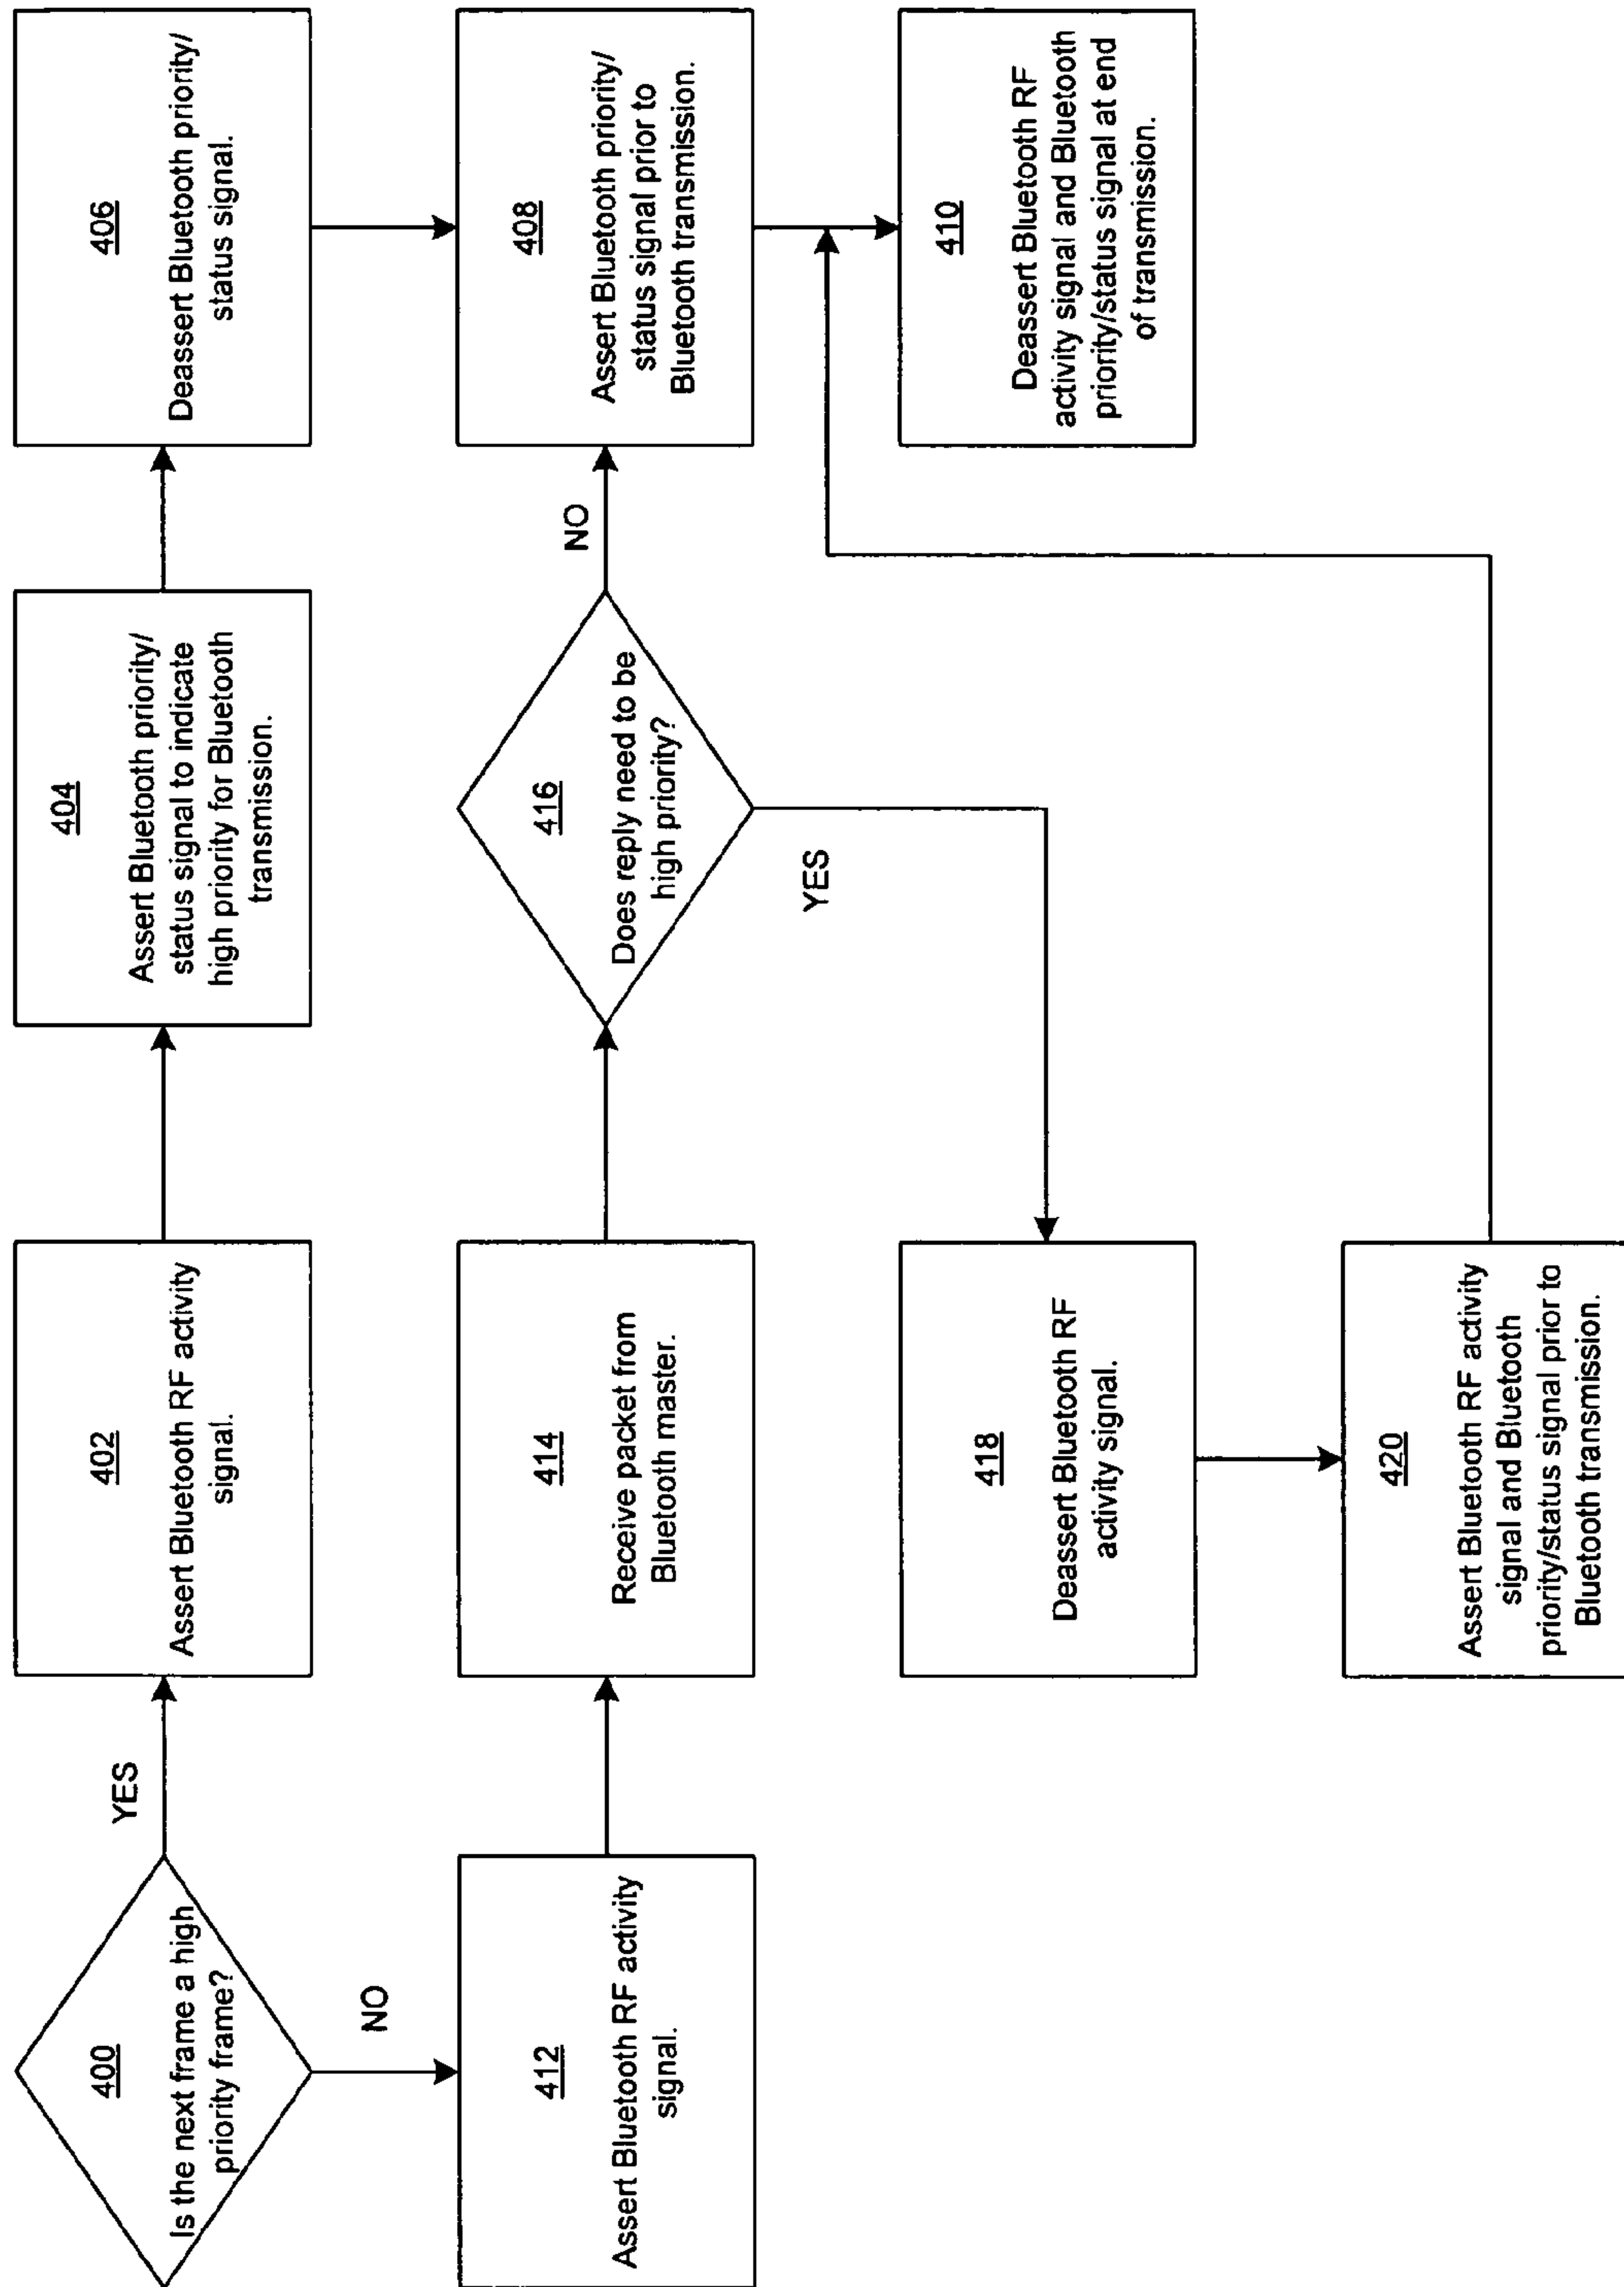 400
Is the next frame a high
priority frame?
YES
402
Assert Bluetooth RF activity
signal.
404
Assert Bluetooth priority/
status signal to indicate
high priority for Bluetooth
transmission.
406
Deassert Bluetooth priority/
status signal.
NO
412
Assert Bluetooth RF activity
signal.
414
Receive packet from
Bluetooth master.
416
Does reply need to be
high priority?
NO
408
Assert Bluetooth priority/
status signal prior to
Bluetooth transmission.
YES
418
Deassert Bluetooth RF
activity signal.
410
Deassert Bluetooth RF
activity signal and Bluetooth
priority/status signal at end
of transmission.
420
Assert Bluetooth RF activity
signal and Bluetooth
priority/status signal prior to
Bluetooth transmission.